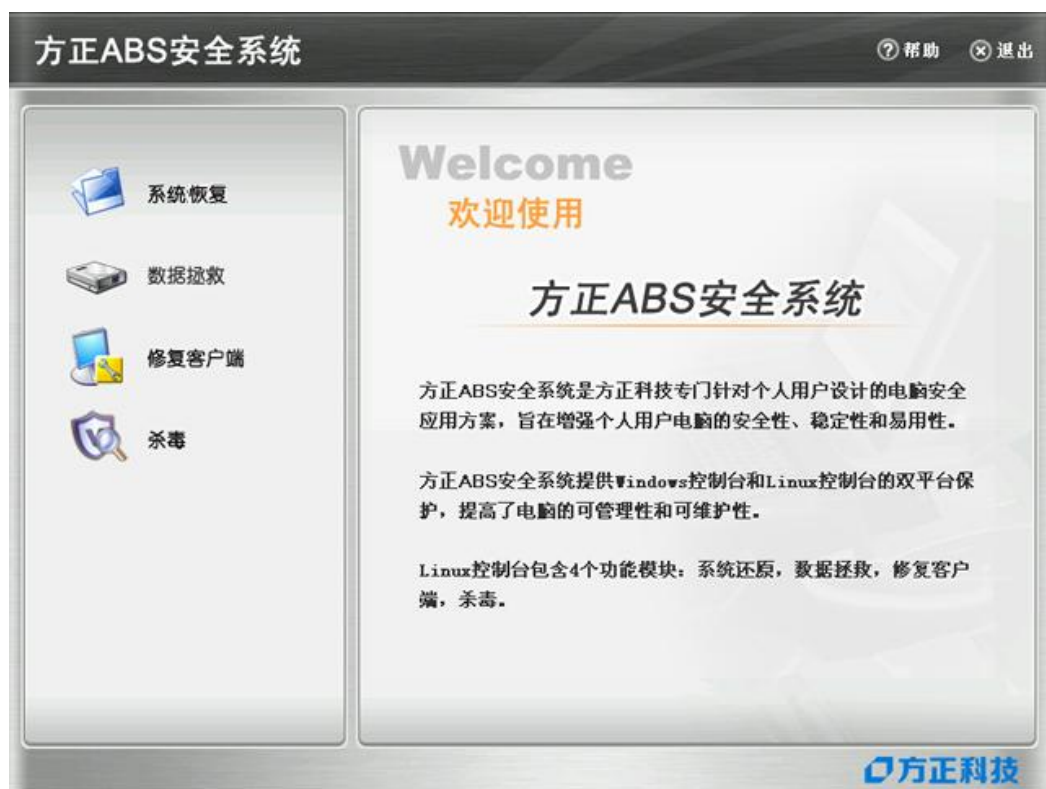 方正ABS安全系统
帮助
退出
系统恢复
数据拯救
修复客户端
杀毒
Welcome
欢迎使用
方正ABS安全系统
方正ABS安全系统是方正科技专门针对个人用户设计的电脑安全
应用方案，旨在增强个人用户电脑的安全性、稳定性和易用性。
方正ABS安全系统提供Windows控制台和Linux控制台的双平台保
护，提高了电脑的可管理性和可维护性。
Linux控制台包含4个功能模块：系统还原，数据拯救，修复客户
端，杀毒。
方正科技